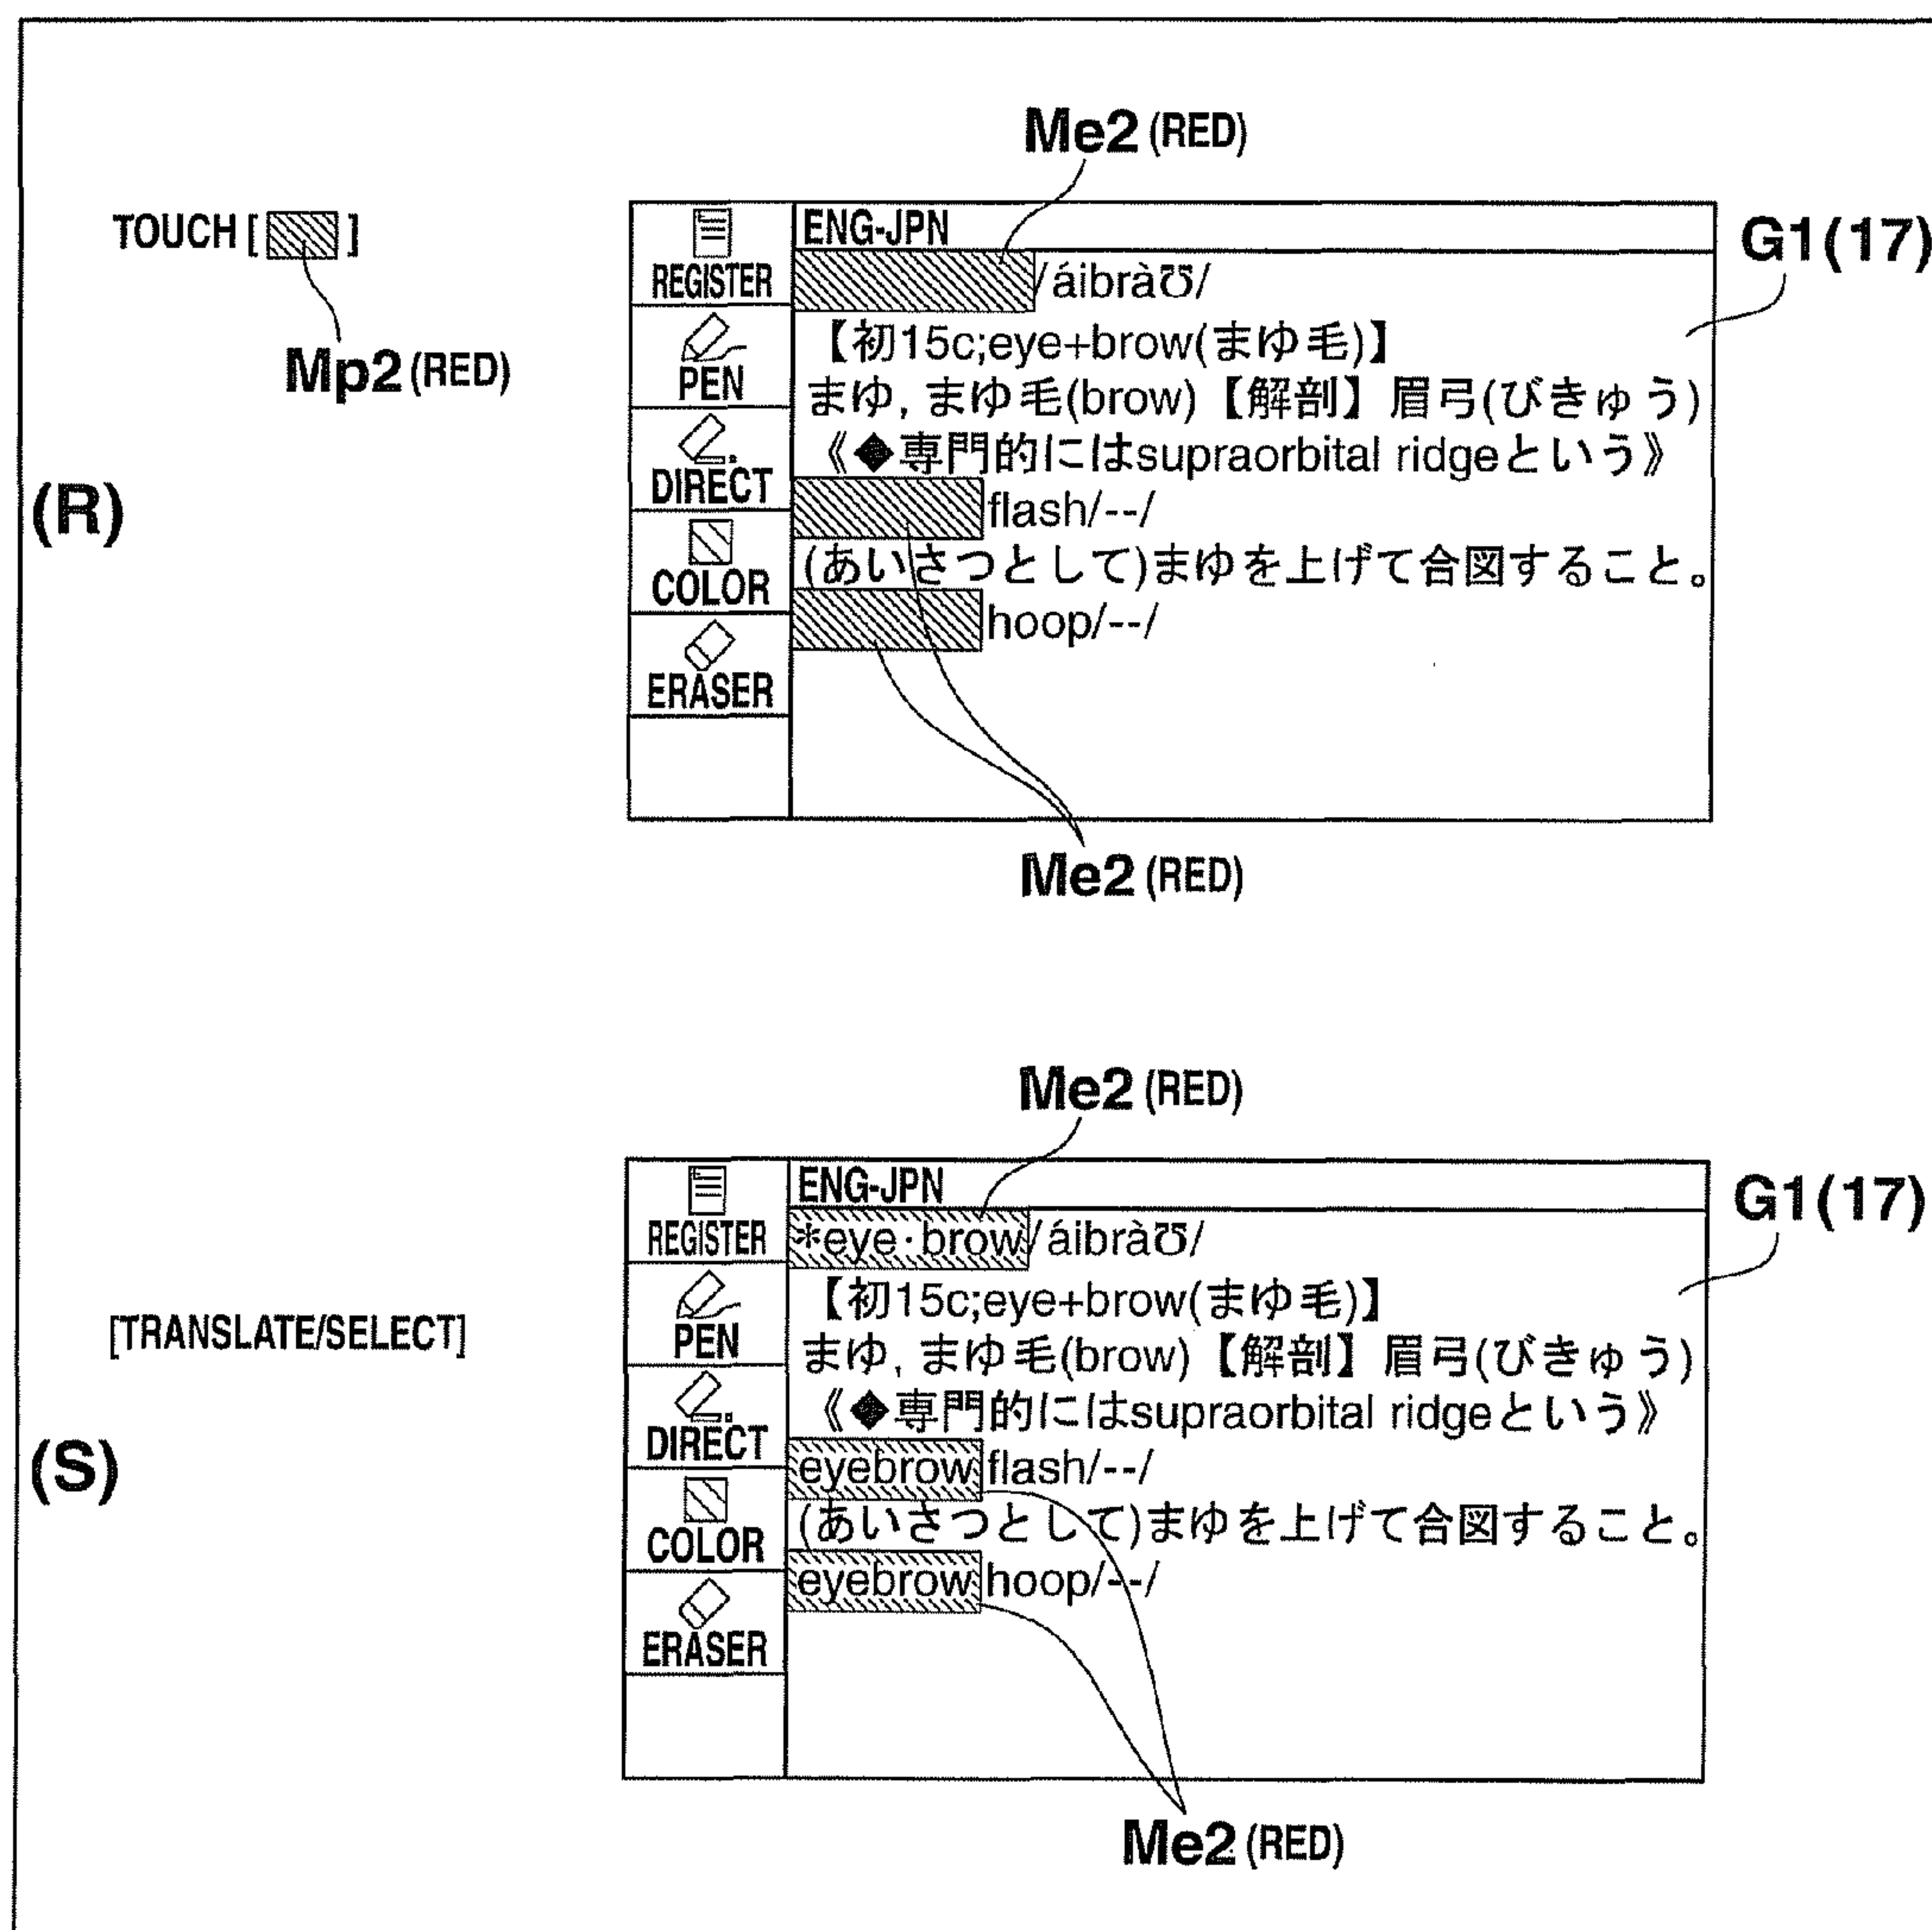 Me2 (RED)
TOUCH [ ]
Mp2 (RED)
(R)
REGISTER
PEN
DIRECT
COLOR
ERASER
ENG-JPN
/áibràʊ/
【初15c;eye+brow(まゆ毛)】
まゆ, まゆ毛(brow)【解剖】眉弓(びきゅう)
《◆専門的にはsupraorbital ridgeという》
flash/--/
(あいさつとして)まゆを上げて合図すること。
hoop/--/
G1(17)
Me2 (RED)
Me2 (RED)
[TRANSLATE/SELECT]
(S)
REGISTER
PEN
DIRECT
COLOR
ERASER
ENG-JPN
*eye·brow/áibràʊ/
【初15c;eye+brow(まゆ毛)】
まゆ, まゆ毛(brow)【解剖】眉弓(びきゅう)
《◆専門的にはsupraorbital ridgeという》
eyebrow flash/--/
(あいさつとして)まゆを上げて合図すること。
eyebrow hoop/--/
G1(17)
Me2 (RED)